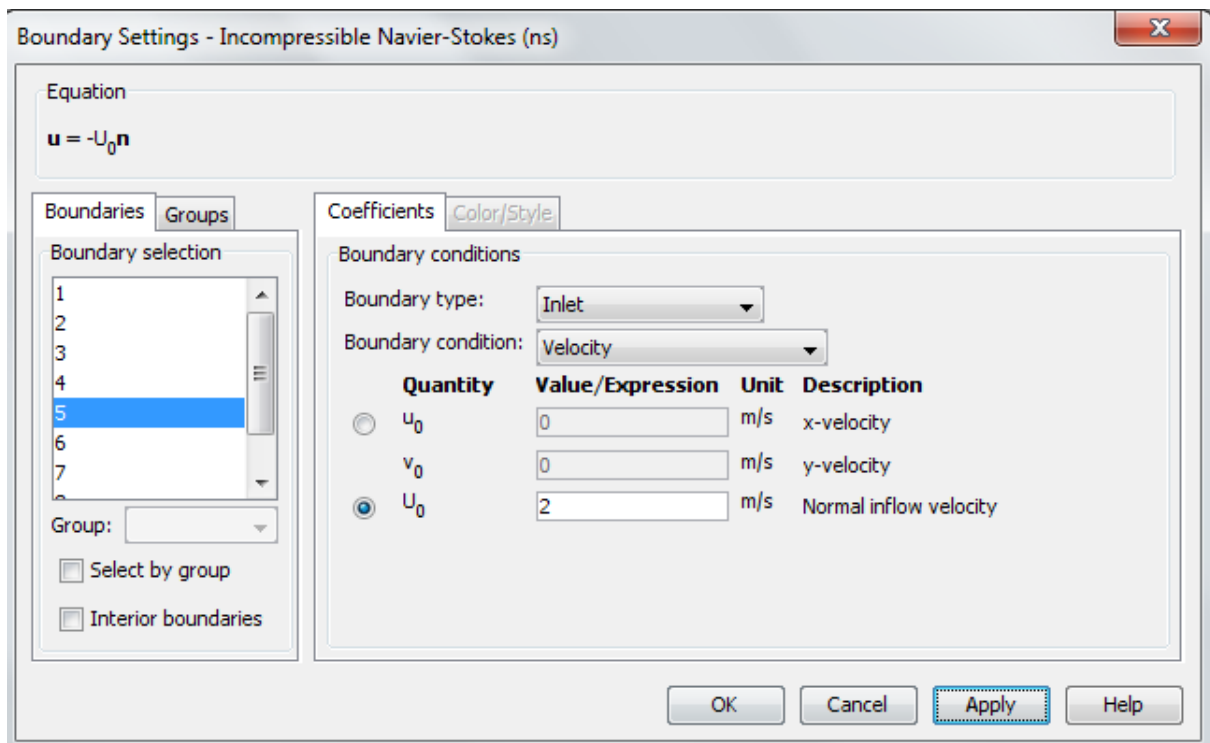 Boundary Settings - Incompressible Navier-Stokes (ns)
Equation
u = -U₀n
Boundaries Groups
Coefficients Color/Style
Boundary selection
1
2
3
4
5
6
7
Group:
Select by group
Interior boundaries
Boundary conditions
Boundary type: Inlet
Boundary condition: Velocity
Quantity Value/Expression Unit Description
u₀ 0 m/s x-velocity
v₀ 0 m/s y-velocity
U₀ 2 m/s Normal inflow velocity
OK Cancel Apply Help